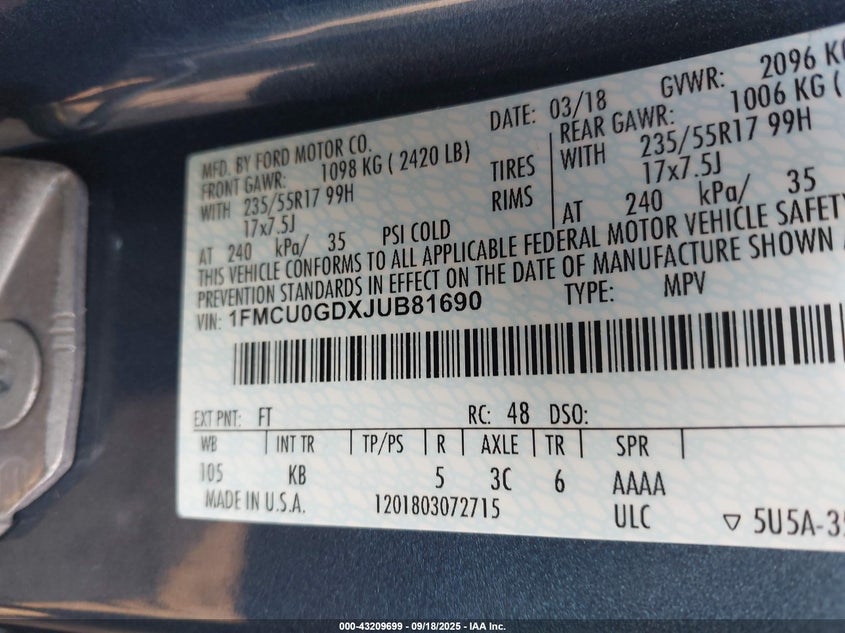 MFD. BY FORD MOTOR CO.
DATE: 03/18 GVWR: 2096
FRONT GAWR: 1098 KG ( 2420 LB)
REAR GAWR: 1006 KG (
WITH 235/55R17 99H TIRES
WITH 235/55R17 99H
17x7.5J RIMS
17x7.5J
AT 240 kPa/ 35 PSI COLD
AT 240 kPa/ 35
THIS VEHICLE CONFORMS TO ALL APPLICABLE FEDERAL MOTOR VEHICLE SAFETY
PREVENTION STANDARDS IN EFFECT ON THE DATE OF MANUFACTURE SHOWN
VIN: 1FMCU0GDXJUB81690 TYPE: MPV
EXT PNT: FT RC: 48 DSO:
WB INT TR TP/PS R AXLE TR SPR
105 KB 5 3C 6 AAAA
MADE IN U.S.A. 1201803072715 ULC ▽ 5U5A-
000-43209699 - 09/18/2025 - IAA Inc.